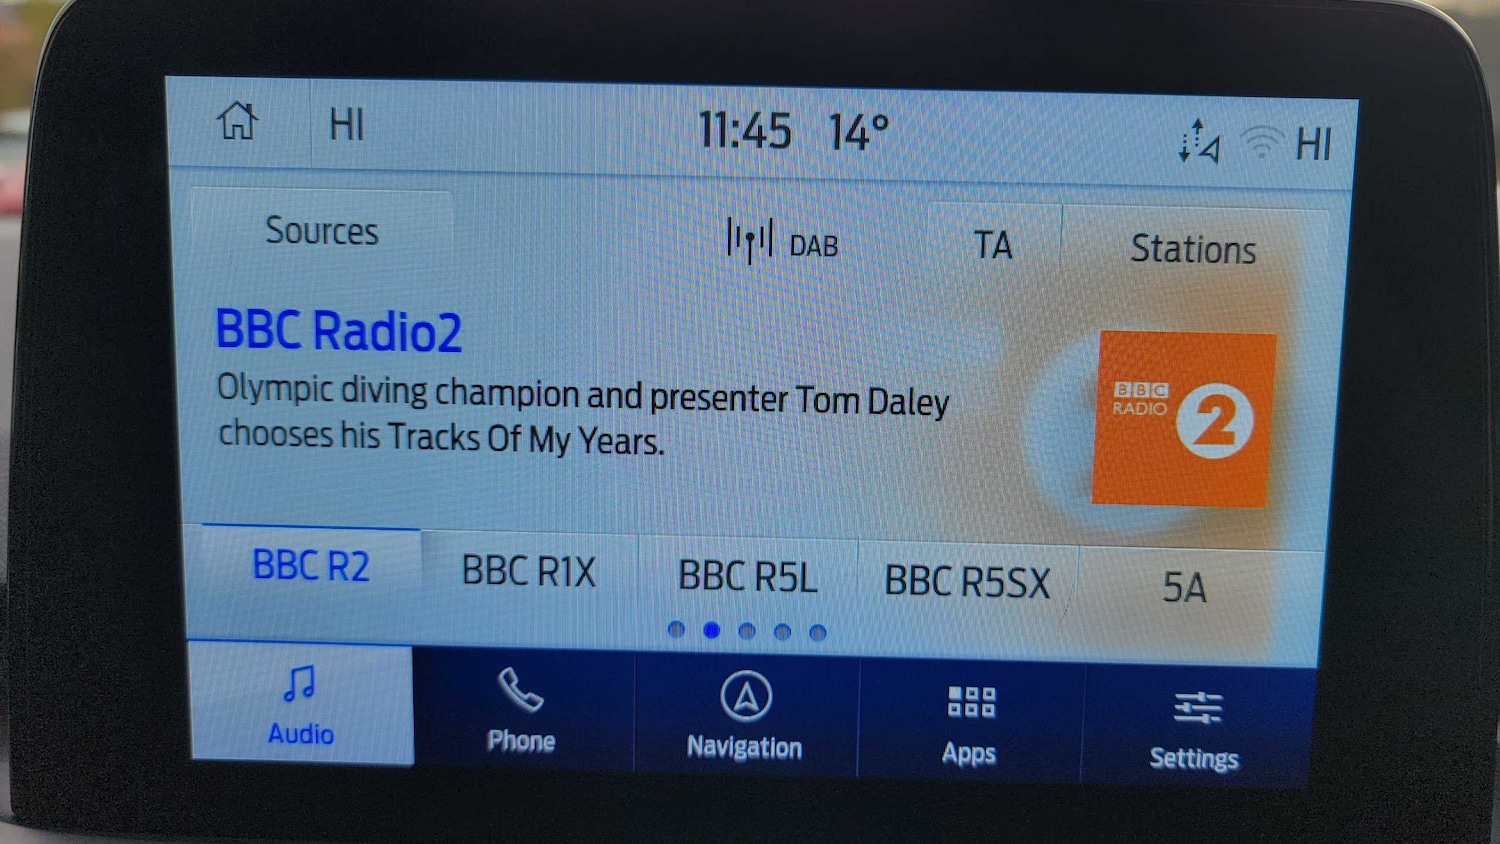 HI
11:45 14°
HI
Sources
DAB
TA
Stations
BBC Radio2
Olympic diving champion and presenter Tom Daley
chooses his Tracks Of My Years.
BBC
RADIO
2
BBC R2
BBC R1X
BBC R5L
BBC R5SX
5A
Audio
Phone
Navigation
Apps
Settings